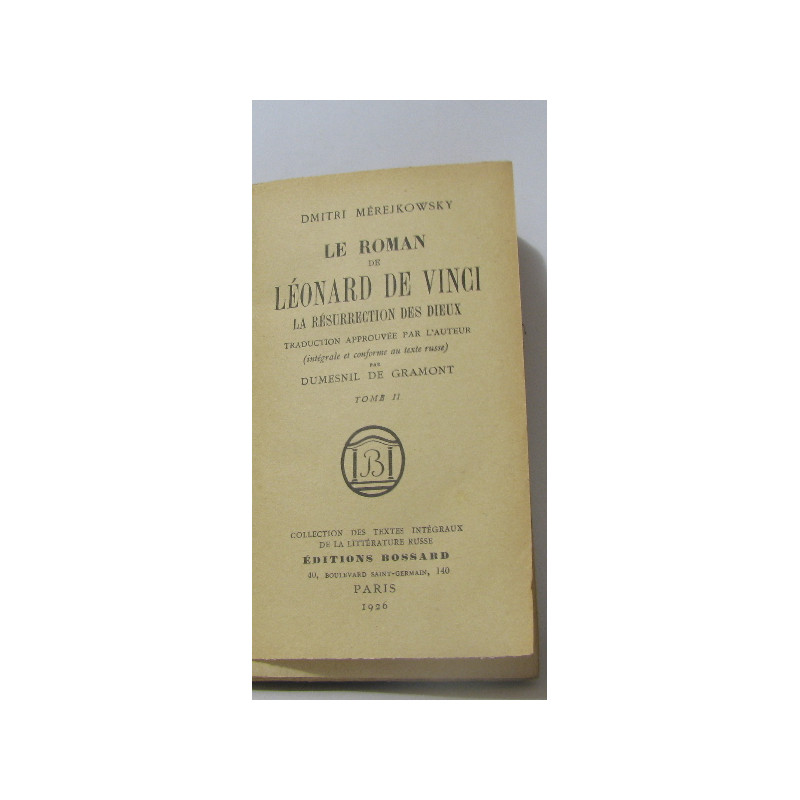 DMITRI MÉREJKOWSKY
LE ROMAN
DE
LÉONARD DE VINCI
LA RÉSURRECTION DES DIEUX
TRADUCTION APPROUVÉE PAR L'AUTEUR
(intégrale et conforme au texte russe)
PAR
DUMESNIL DE GRAMONT
TOME II
B
COLLECTION DES TEXTES INTÉGRAUX
DE LA LITTÉRATURE RUSSE
ÉDITIONS BOSSARD
BOULEVARD SAINT-GERMAIN, 140
PARIS
1926